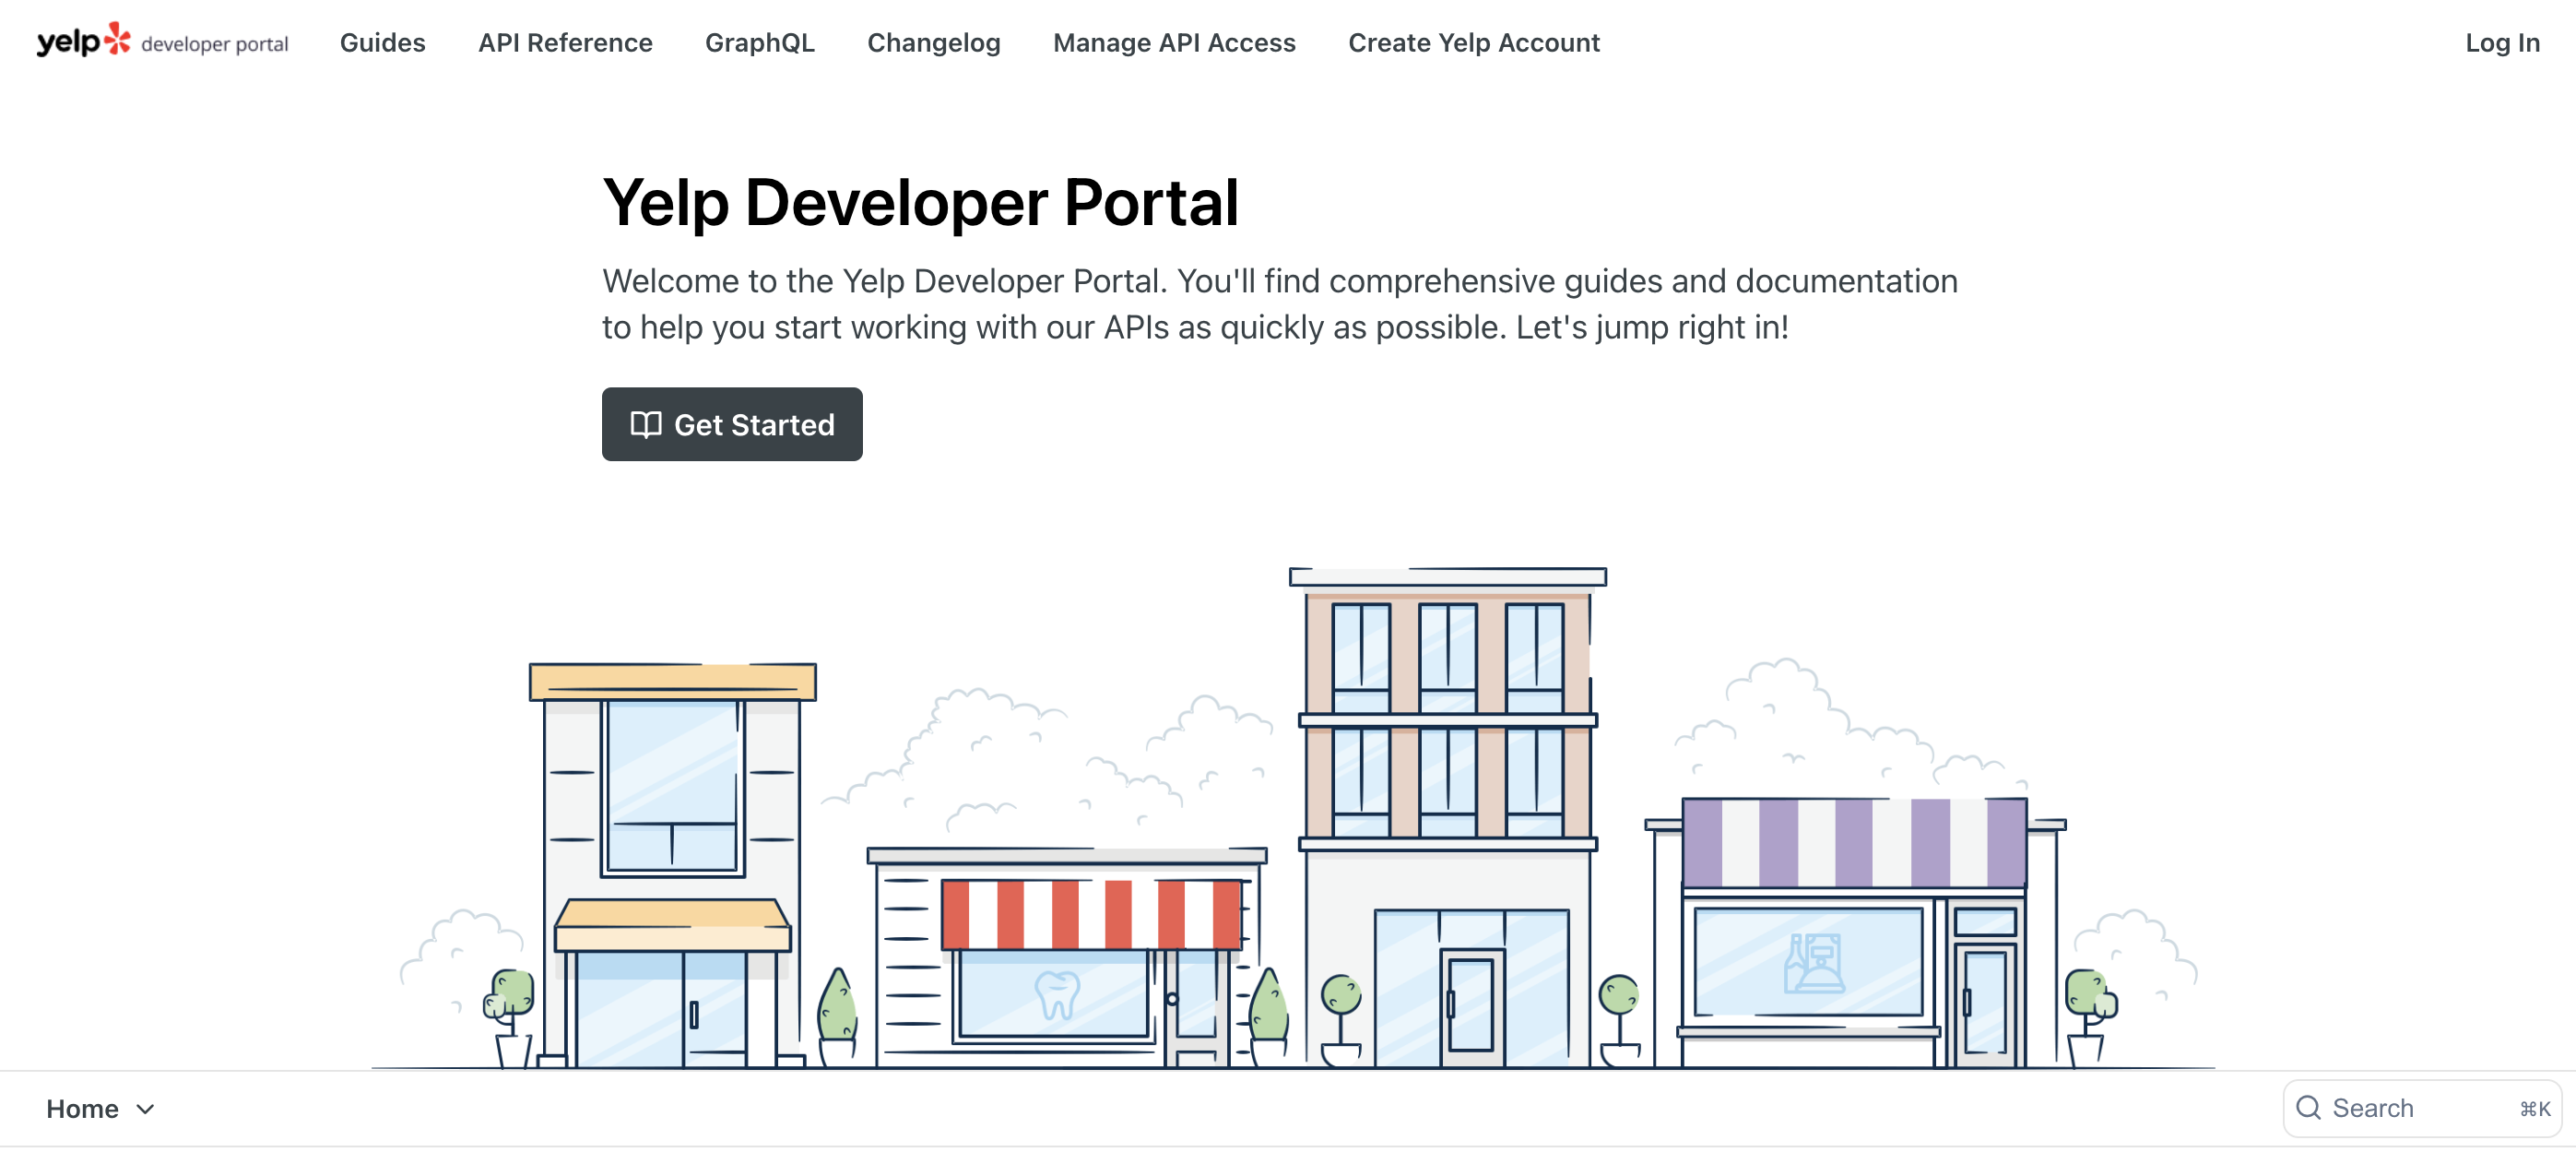 yelp developer portal Guides API Reference GraphQL Changelog Manage API Access Create Yelp Account Log In
Yelp Developer Portal
Welcome to the Yelp Developer Portal. You'll find comprehensive guides and documentation
to help you start working with our APIs as quickly as possible. Let's jump right in!
Get Started
Home Search ⌘K